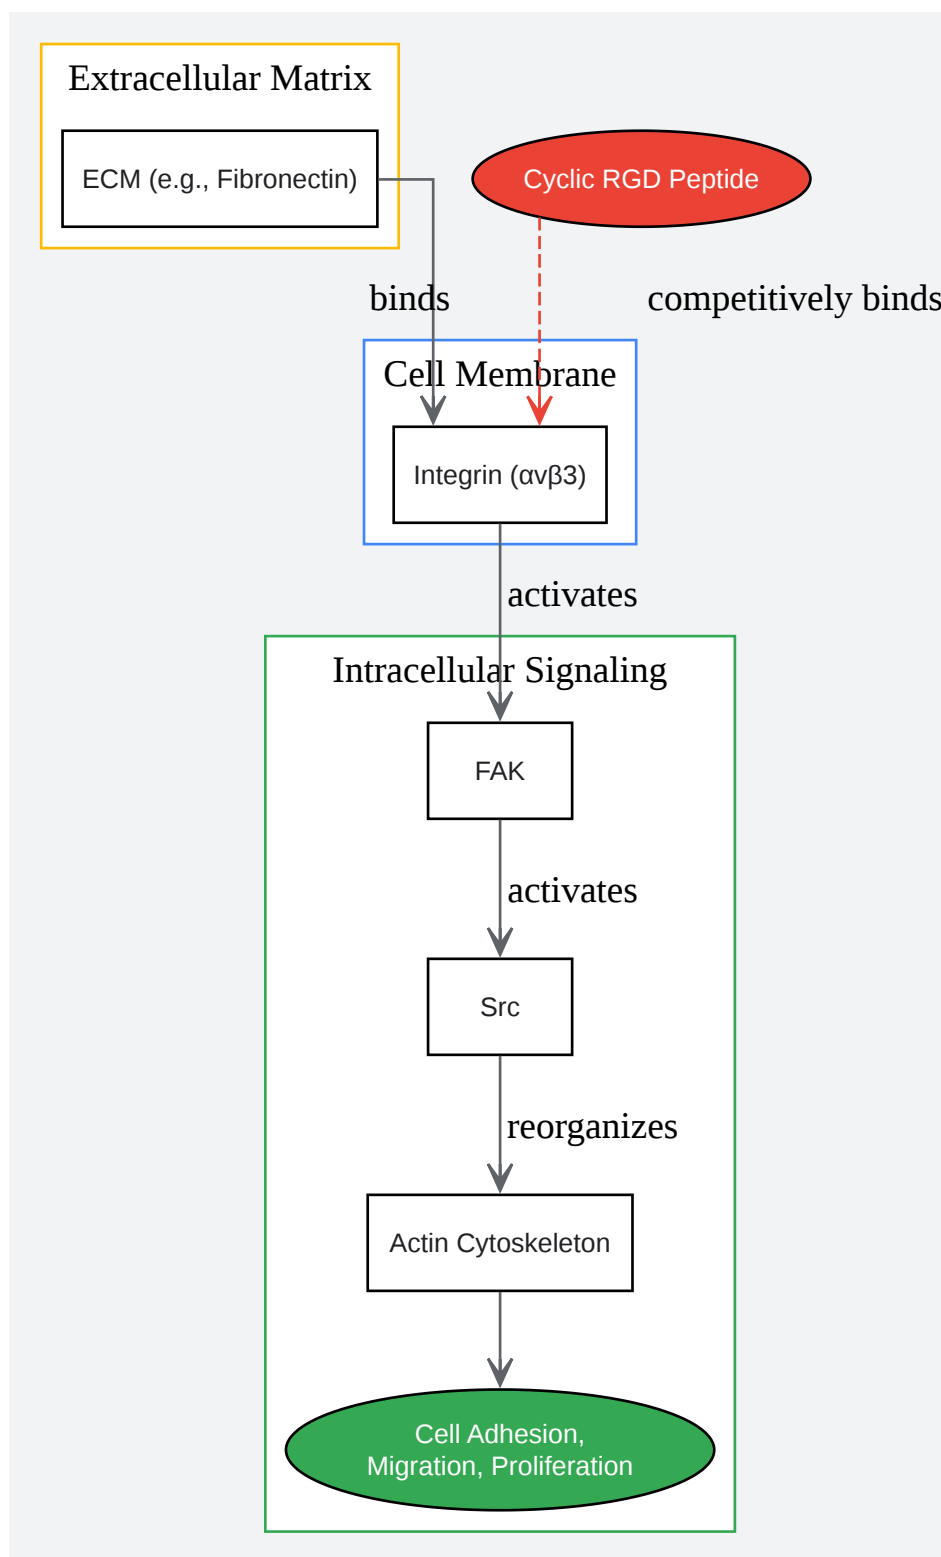 Extracellular Matrix
ECM (e.g., Fibronectin)
Cyclic RGD Peptide
binds
competitively binds
Cell Membrane
Integrin (αvβ3)
activates
Intracellular Signaling
FAK
activates
Src
reorganizes
Actin Cytoskeleton
Cell Adhesion,
Migration, Proliferation